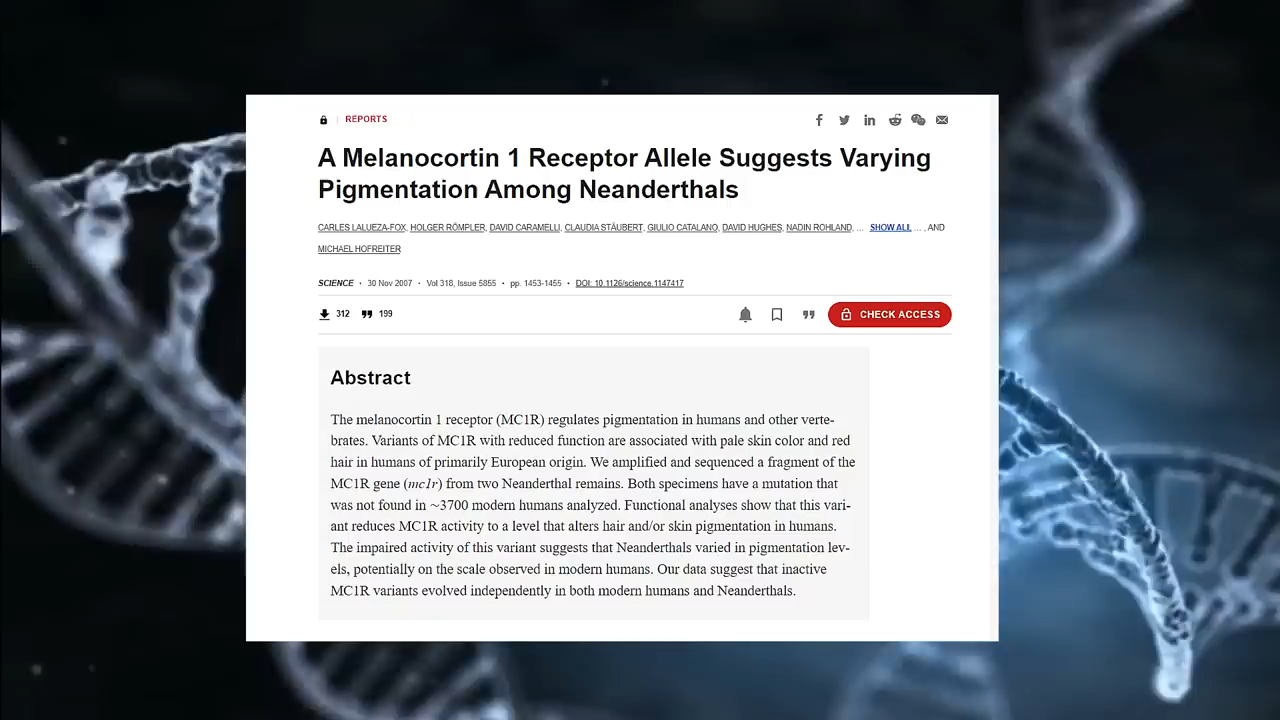 REPORTS
A Melanocortin 1 Receptor Allele Suggests Varying
Pigmentation Among Neanderthals
CARLES LALUEZA-FOX, HOLGER RÖMPLER, DAVID CARAMELLI, CLAUDIA STÄUBERT, GIULIO CATALANO, DAVID HUGHES, NADIN ROHLAND, ... SHOW ALL ... , AND
MICHAEL HOFREITER
SCIENCE · 30 Nov 2007 · Vol 318, Issue 5855 · pp. 1453-1455 · DOI: 10.1126/science.1147417
312 199 CHECK ACCESS
Abstract
The melanocortin 1 receptor (MC1R) regulates pigmentation in humans and other verte-
brates. Variants of MC1R with reduced function are associated with pale skin color and red
hair in humans of primarily European origin. We amplified and sequenced a fragment of the
MC1R gene (mc1r) from two Neanderthal remains. Both specimens have a mutation that
was not found in ~3700 modern humans analyzed. Functional analyses show that this vari-
ant reduces MC1R activity to a level that alters hair and/or skin pigmentation in humans.
The impaired activity of this variant suggests that Neanderthals varied in pigmentation lev-
els, potentially on the scale observed in modern humans. Our data suggest that inactive
MC1R variants evolved independently in both modern humans and Neanderthals.